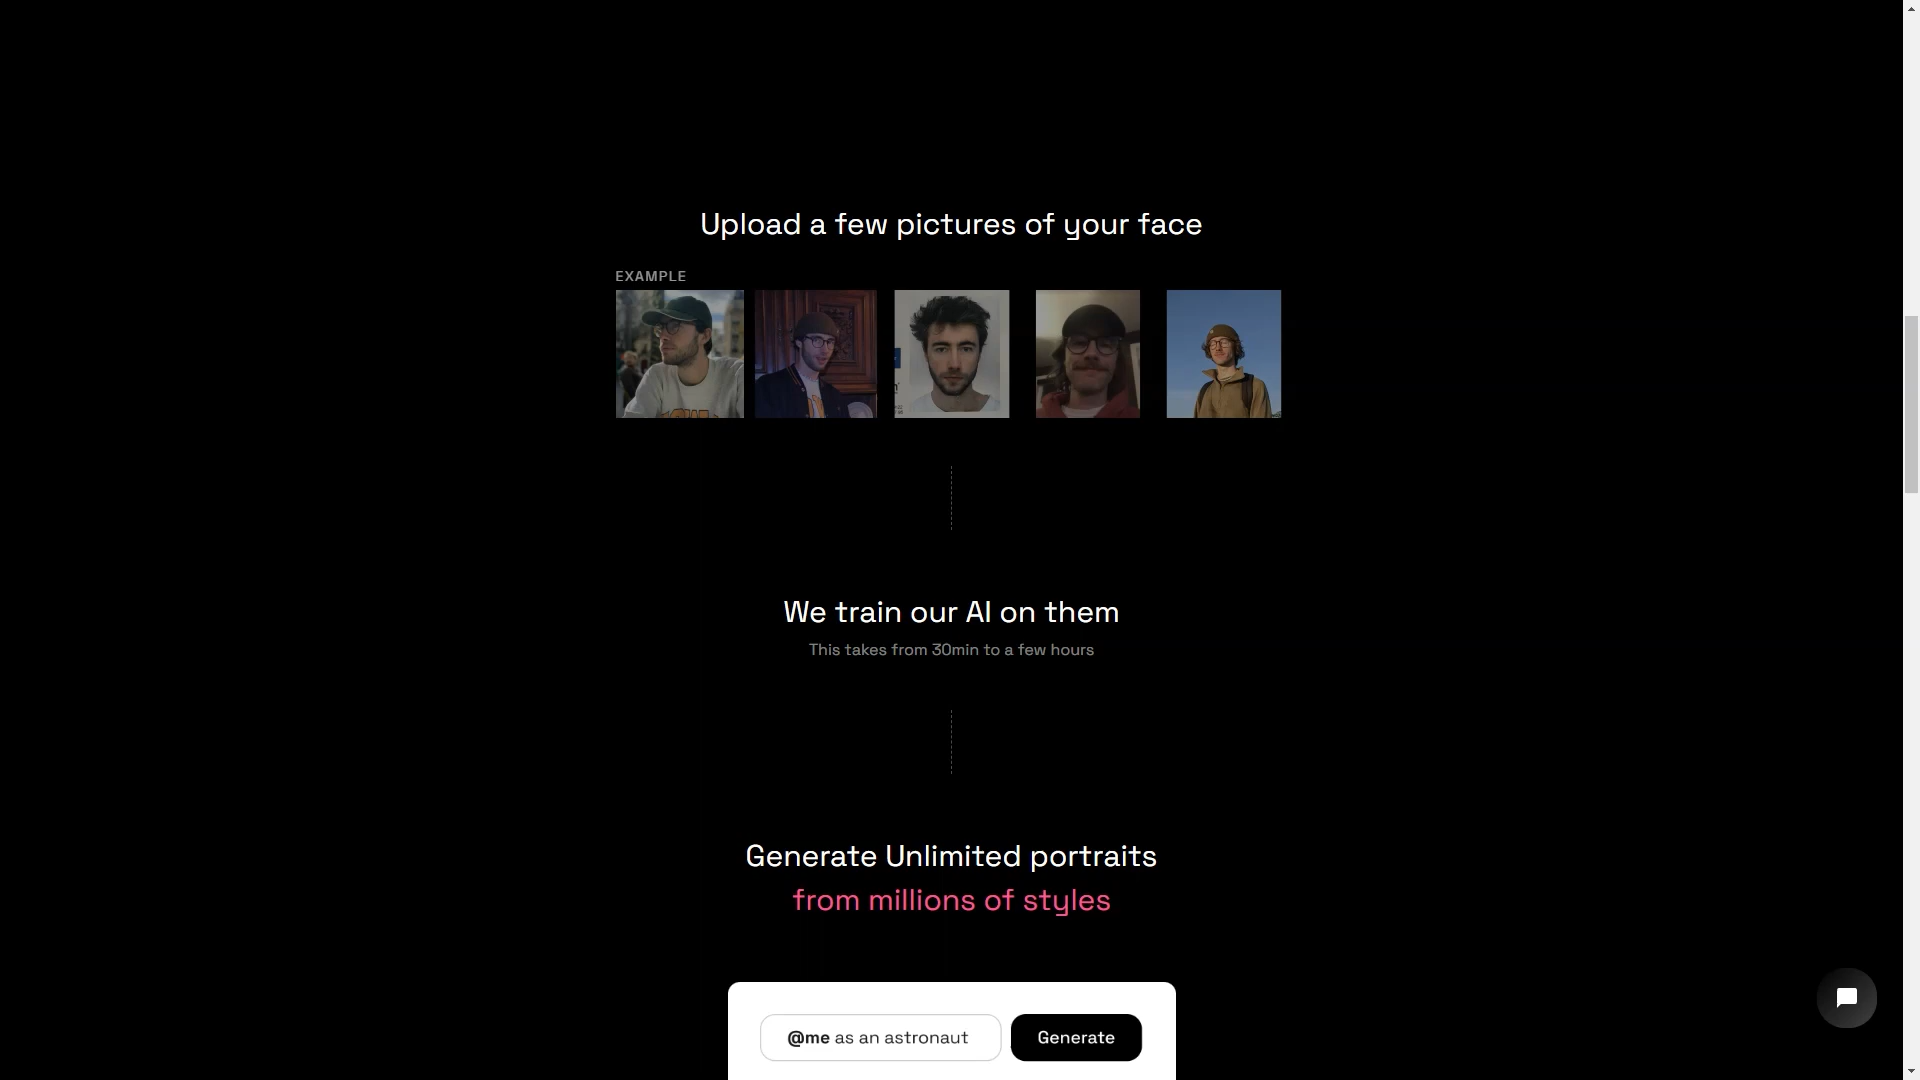 Upload a few pictures of your face
EXAMPLE
We train our AI on them
This takes from 30min to a few hours
Generate Unlimited portraits
from millions of styles
@me as an astronaut
Generate